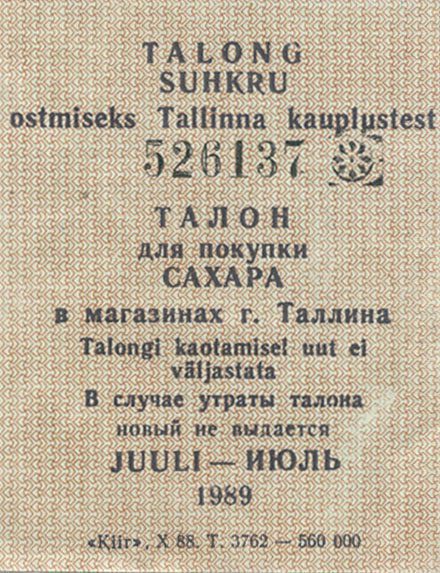 TALONG
SUHKRU
ostmiseks Tallinna kauplustest
526137
ТАЛОН
для покупки
САХАРА
в магазинах г. Таллина
Talongi kaotamisel uut ei
väljastata
В случае утраты талона
новый не выдается
JUULI — ИЮЛЬ
1989
«Kiir», X 88. T. 3762 — 560 000